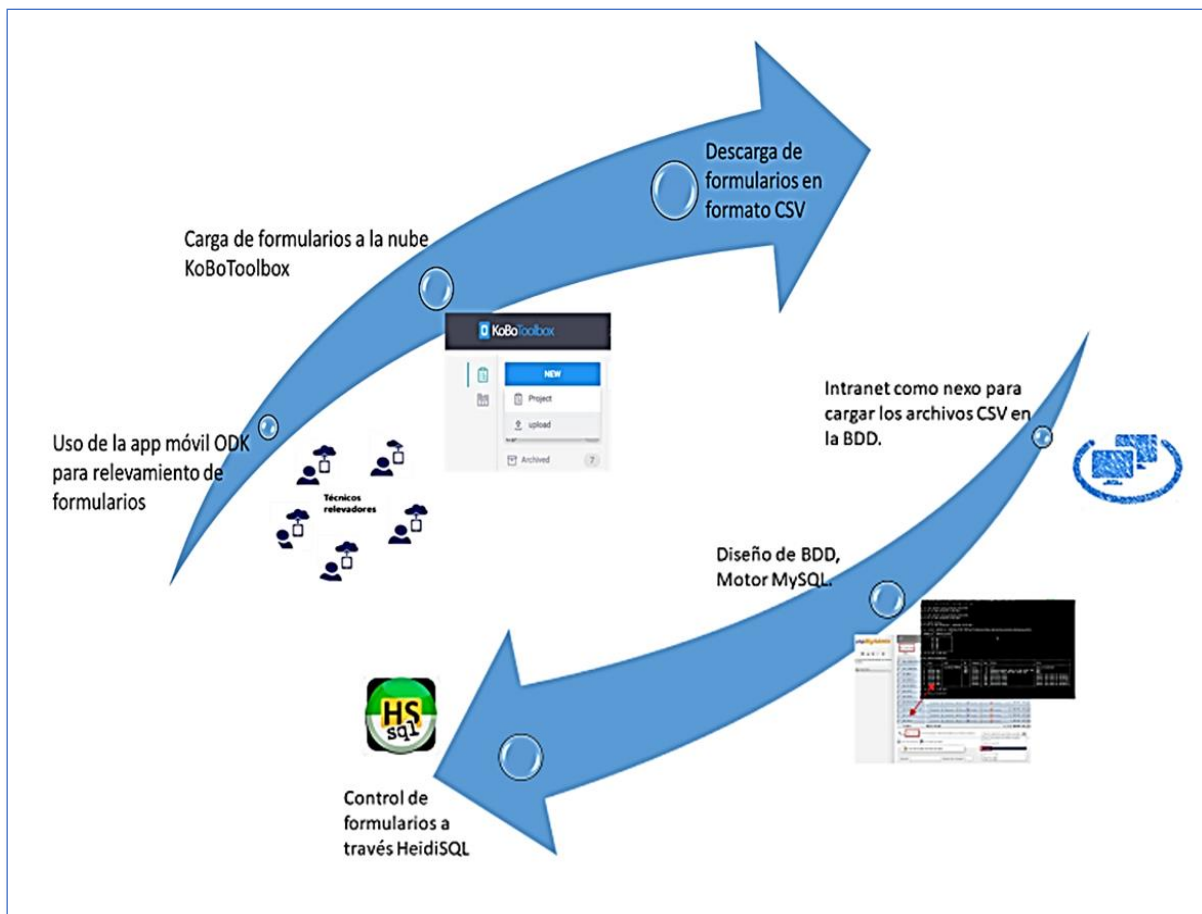 Descarga de
formularios en
formato CSV
Carga de formularios a la nube
KoBoToolbox
KoBoToolbox
NEW
Project
upload
Archived 7
Uso de la app móvil ODK
para relevamiento de
formularios
Técnicos
relevadores
Intranet como nexo para
cargar los archivos CSV en
la BDD.
Diseño de BDD,
Motor MySQL.
HS
sql
Control de
formularios a
través HeidiSQL